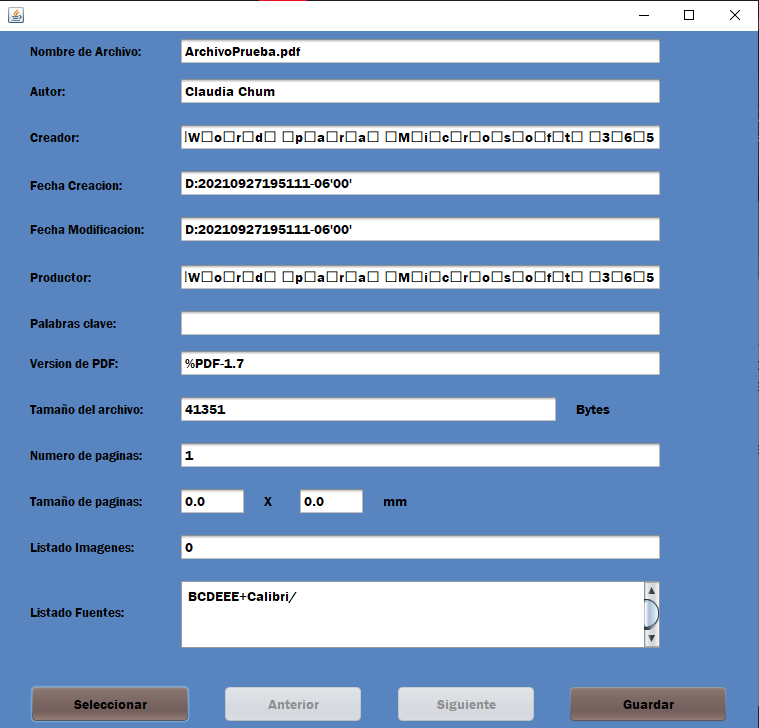 Nombre de Archivo: ArchivoPrueba.pdf
Autor: Claudia Chum
Creador: W□o□r□d□ □p□a□r□a□ □M□i□c□r□o□s□o□f□t□ □3□6□5
Fecha Creacion: D:20210927195111-06'00'
Fecha Modificacion: D:20210927195111-06'00'
Productor: W□o□r□d□ □p□a□r□a□ □M□i□c□r□o□s□o□f□t□ □3□6□5
Palabras clave:
Version de PDF: %PDF-1.7
Tamaño del archivo: 41351 Bytes
Numero de paginas: 1
Tamaño de paginas: 0.0 X 0.0 mm
Listado Imagenes: 0
Listado Fuentes: BCDEEE+Calibri/
Seleccionar Anterior Siguiente Guardar